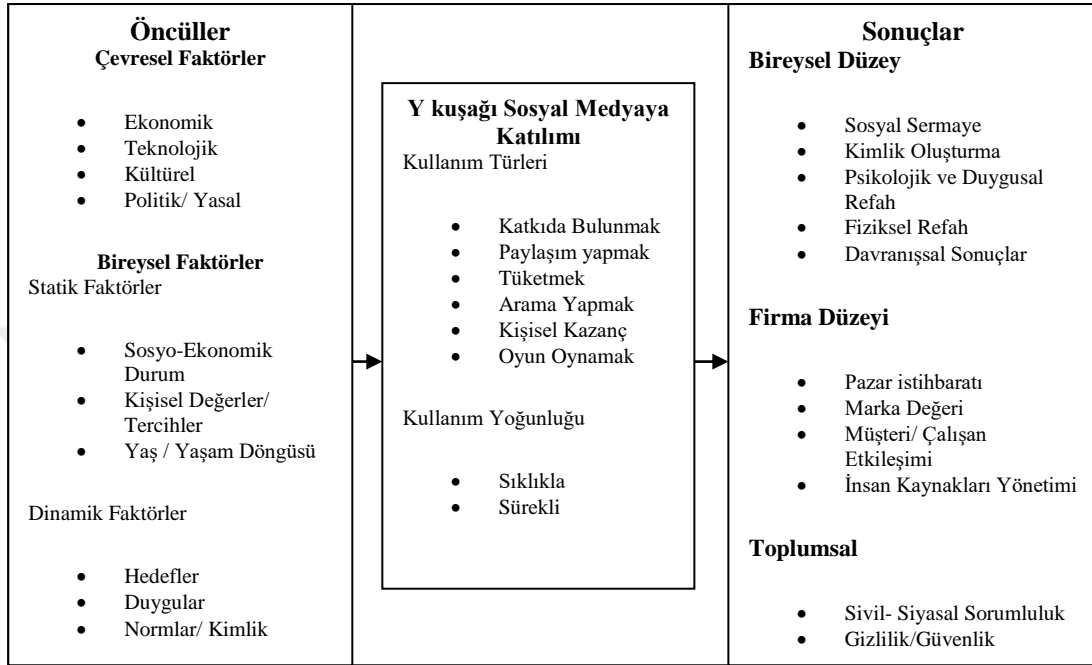 Öncüller
Çevresel Faktörler
• Ekonomik
• Teknolojik
• Kültürel
• Politik/ Yasal
Bireysel Faktörler
Statik Faktörler
• Sosyo-Ekonomik
Durum
• Kişisel Değerler/
Tercihler
• Yaş / Yaşam Döngüsü
Dinamik Faktörler
• Hedefler
• Duygular
• Normlar/ Kimlik
Y kuşağı Sosyal Medyaya
Katılımı
Kullanım Türleri
• Katkıda Bulunmak
• Paylaşım yapmak
• Tüketmek
• Arama Yapmak
• Kişisel Kazanç
• Oyun Oynamak
Kullanım Yoğunluğu
• Sıklıkla
• Sürekli
Sonuçlar
Bireysel Düzey
• Sosyal Sermaye
• Kimlik Oluşturma
• Psikolojik ve Duygusal
Refah
• Fiziksel Refah
• Davranışsal Sonuçlar
Firma Düzeyi
• Pazar istihbaratı
• Marka Değeri
• Müşteri/ Çalışan
Etkileşimi
• İnsan Kaynakları Yönetimi
Toplumsal
• Sivil- Siyasal Sorumluluk
• Gizlilik/Güvenlik